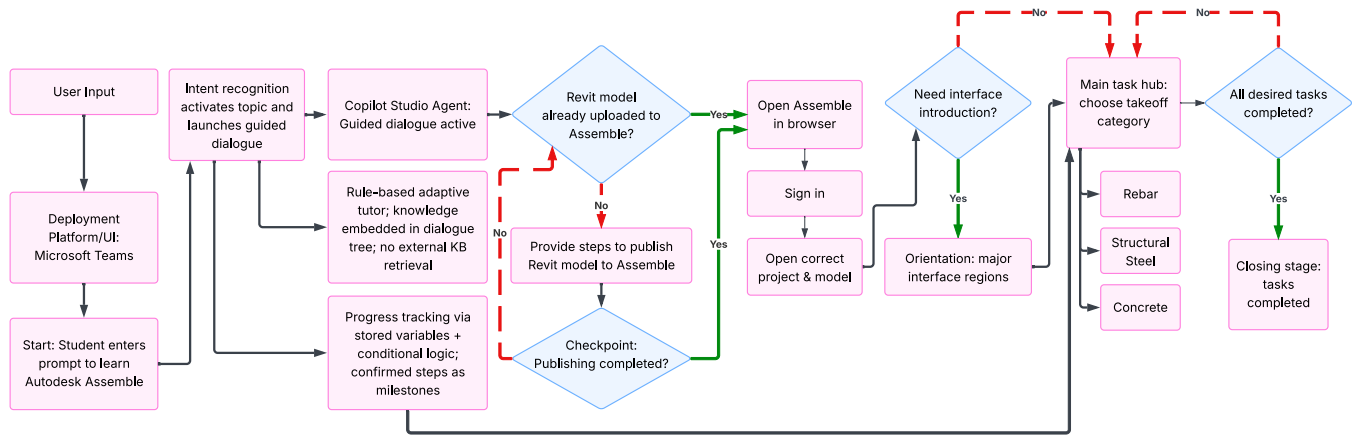 User Input
Deployment
Platform/UI:
Microsoft Teams
Start: Student enters
prompt to learn
Autodesk Assemble
Intent recognition
activates topic and
launches guided
dialogue
Copilot Studio Agent:
Guided dialogue active
Rule-based adaptive
tutor; knowledge
embedded in dialogue
tree; no external KB
retrieval
Progress tracking via
stored variables +
conditional logic;
confirmed steps as
milestones
Revit model
already uploaded to
Assemble?
Yes
No
Provide steps to publish
Revit model to Assemble
Checkpoint:
Publishing completed?
No
Yes
Open Assemble
in browser
Sign in
Open correct
project & model
Need interface
introduction?
No
Yes
Orientation: major
interface regions
Main task hub:
choose takeoff
category
Rebar
Structural
Steel
Concrete
All desired tasks
completed?
No
Yes
Closing stage:
tasks
completed